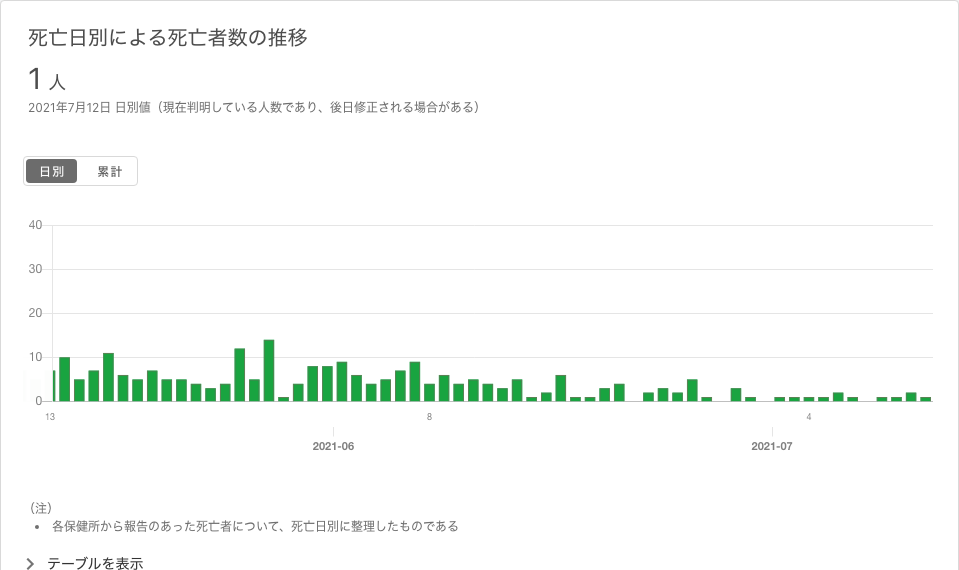 死亡日別による死亡者数の推移
1 人
2021年7月12日 日別値（現在判明している人数であり、後日修正される場合がある）
日別 累計
40
30
20
10
0
13 8 4
2021-06 2021-07
（注）
• 各保健所から報告のあった死亡者について、死亡日別に整理したものである
テーブルを表示